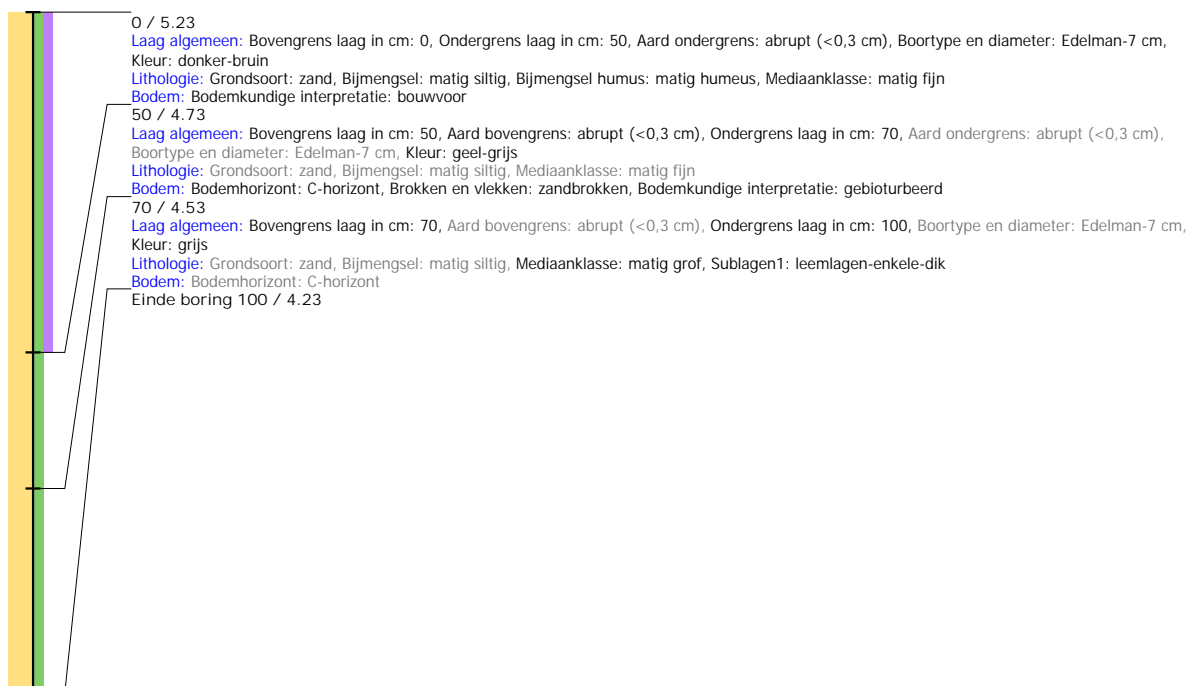 0 / 5.23
Laag algemeen: Bovengrens laag in cm: 0, Ondergrens laag in cm: 50, Aard ondergrens: abrupt (<0,3 cm), Boortype en diameter: Edelman-7 cm,
Kleur: donker-bruin
Lithologie: Grondsoort: zand, Bijmengsel: matig siltig, Bijmengsel humus: matig humeus, Mediaanklasse: matig fijn
Bodem: Bodemkundige interpretatie: bouwvoor
50 / 4.73
Laag algemeen: Bovengrens laag in cm: 50, Aard bovengrens: abrupt (<0,3 cm), Ondergrens laag in cm: 70, Aard ondergrens: abrupt (<0,3 cm),
Boortype en diameter: Edelman-7 cm, Kleur: geel-grijs
Lithologie: Grondsoort: zand, Bijmengsel: matig siltig, Mediaanklasse: matig fijn
Bodem: Bodemhorizont: C-horizont, Brokken en vlekken: zandbrokken, Bodemkundige interpretatie: gebioturbeerd
70 / 4.53
Laag algemeen: Bovengrens laag in cm: 70, Aard bovengrens: abrupt (<0,3 cm), Ondergrens laag in cm: 100, Boortype en diameter: Edelman-7 cm,
Kleur: grijs
Lithologie: Grondsoort: zand, Bijmengsel: matig siltig, Mediaanklasse: matig grof, Sublagen1: leemlagen-enkele-dik
Bodem: Bodemhorizont: C-horizont
Einde boring 100 / 4.23